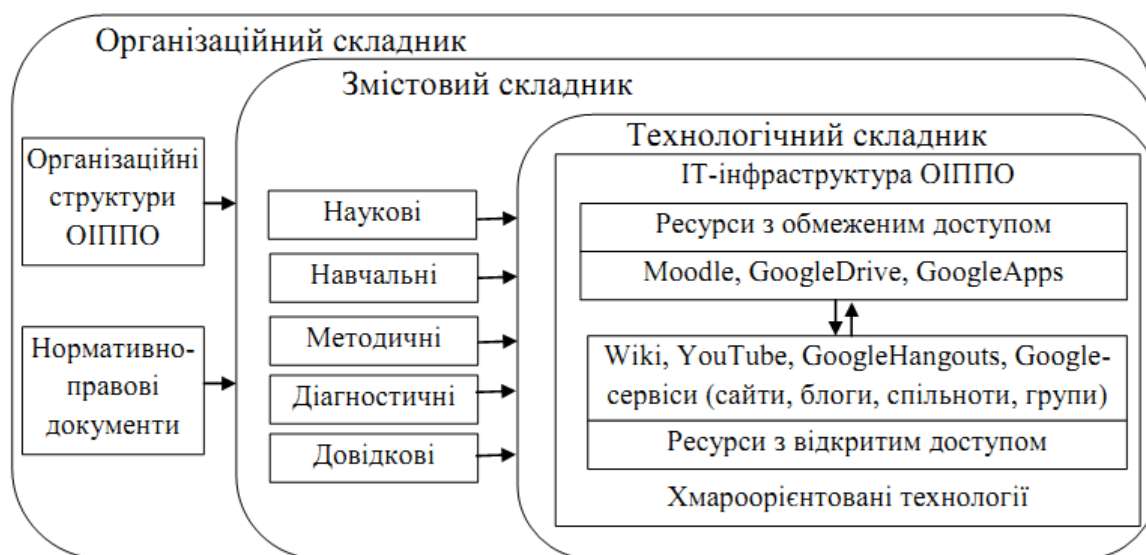 Організаційний складник
Змістовий складник
Технологічний складник
Організаційні
структури
ОІППО
Нормативно-
правові
документи
Наукові
Навчальні
Методичні
Діагностичні
Довідкові
ІТ-інфраструктура ОІППО
Ресурси з обмеженим доступом
Moodle, GoogleDrive, GoogleApps
Wiki, YouTube, GoogleHangouts, Google-
сервіси (сайти, блоги, спільноти, групи)
Ресурси з відкритим доступом
Хмароорієнтовані технології